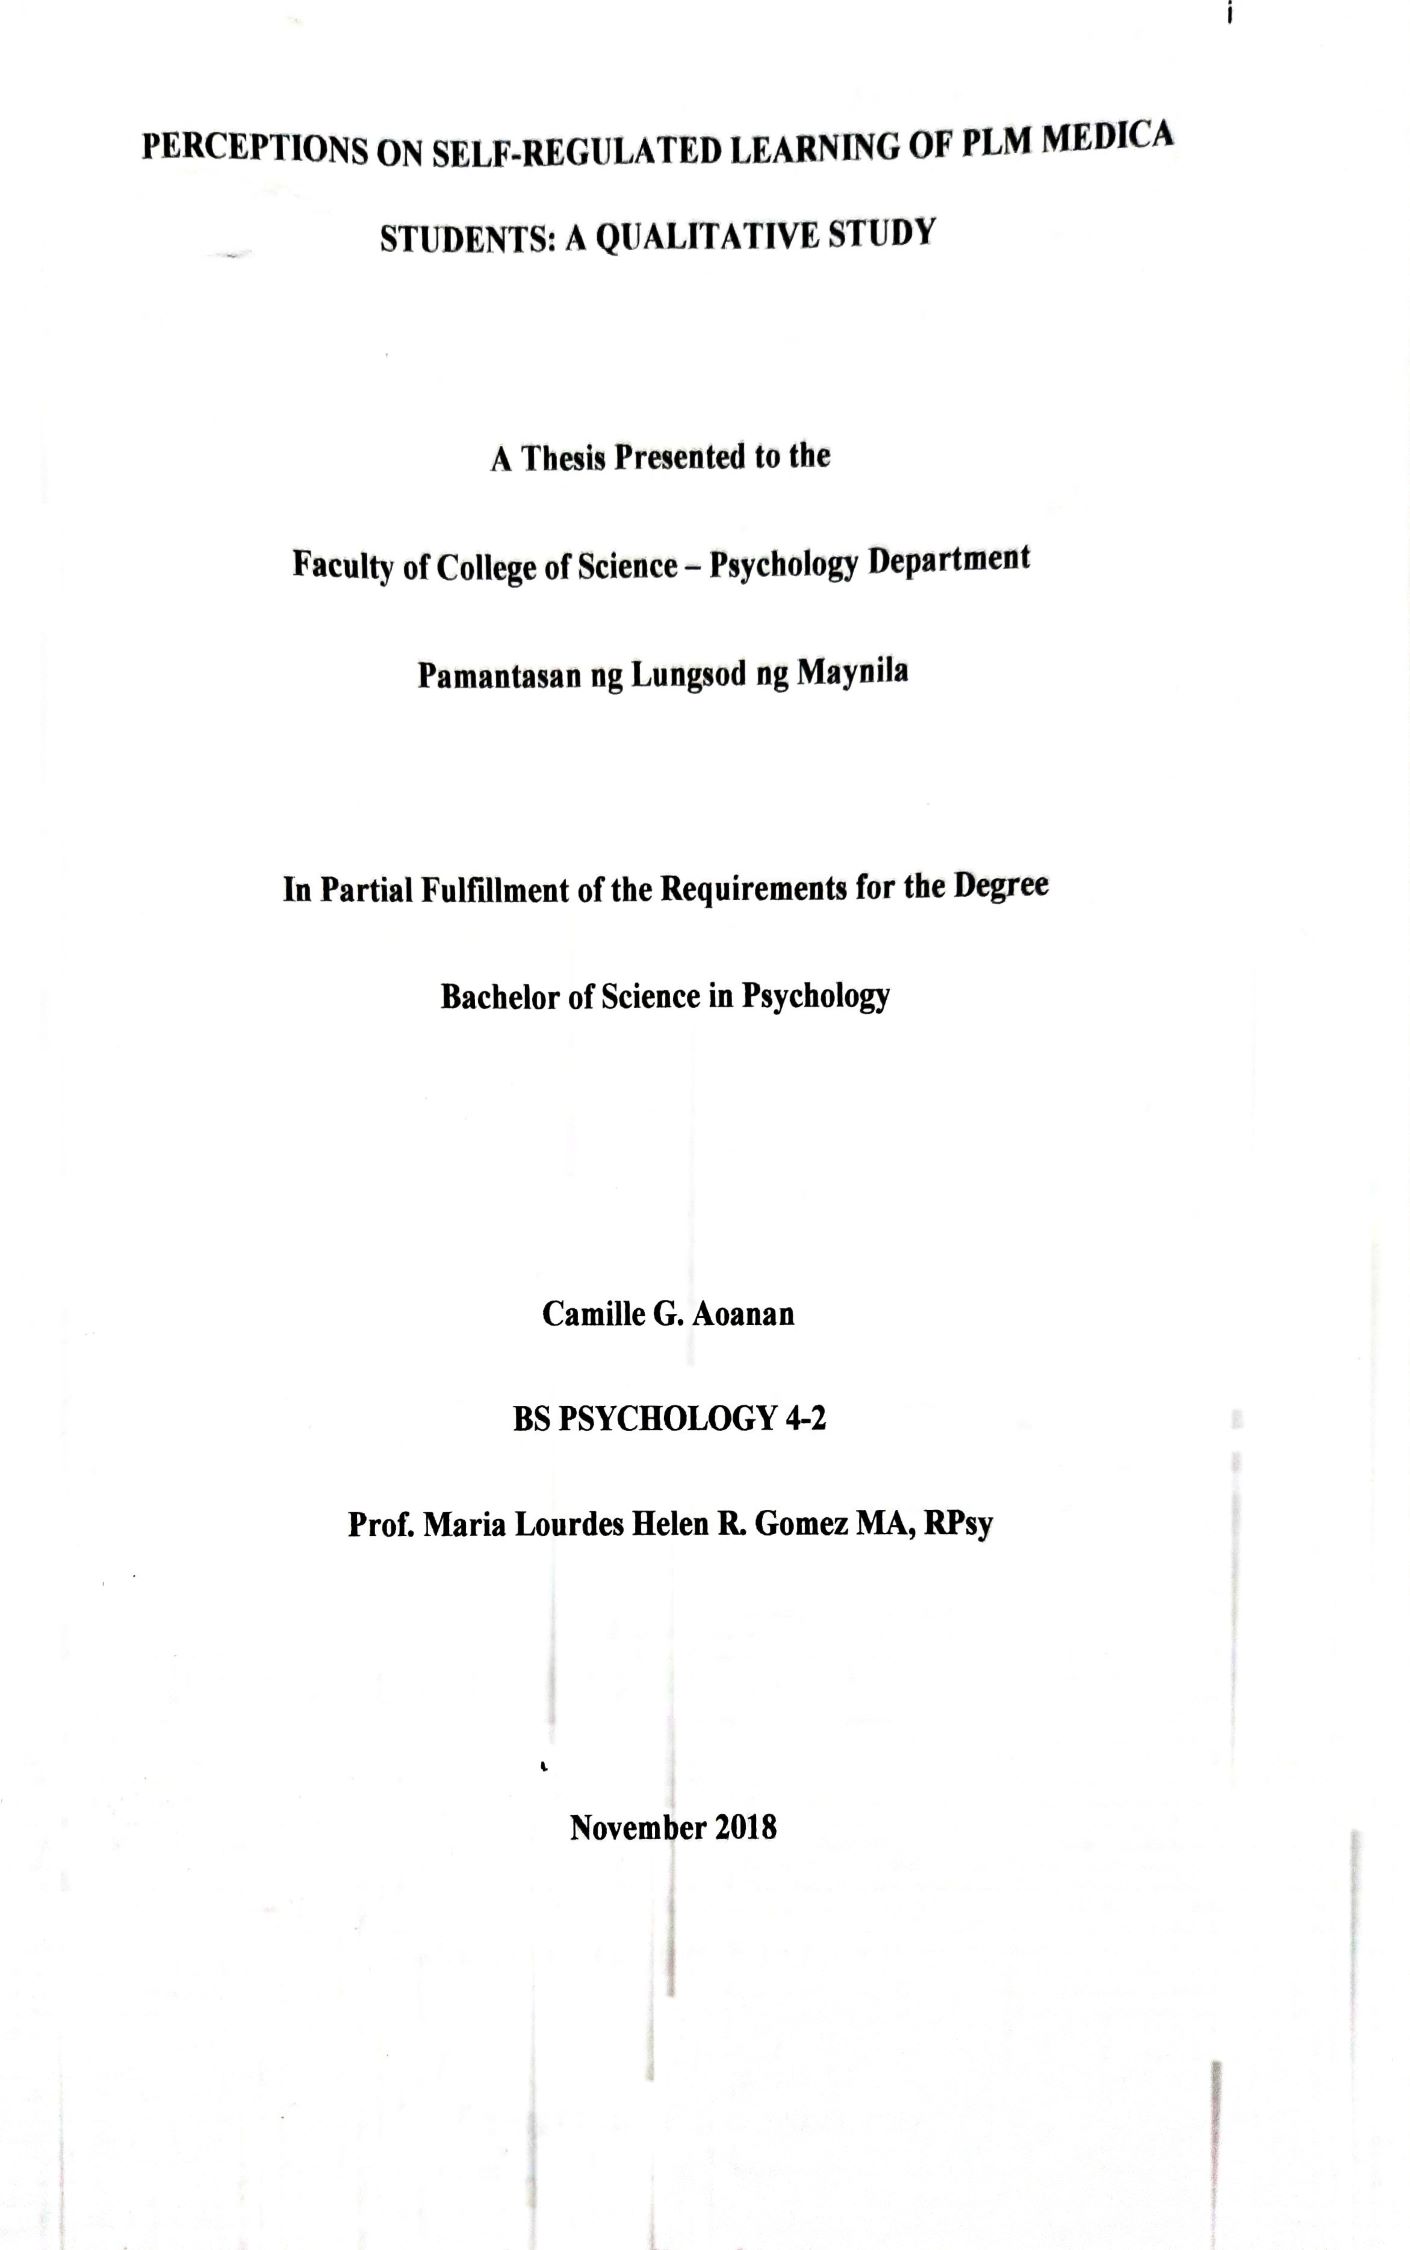 i
PERCEPTIONS ON SELF-REGULATED LEARNING OF PLM MEDICA
STUDENTS: A QUALITATIVE STUDY
A Thesis Presented to the
Faculty of College of Science – Psychology Department
Pamantasan ng Lungsod ng Maynila
In Partial Fulfillment of the Requirements for the Degree
Bachelor of Science in Psychology
Camille G. Aoanan
BS PSYCHOLOGY 4-2
Prof. Maria Lourdes Helen R. Gomez MA, RPsy
November 2018